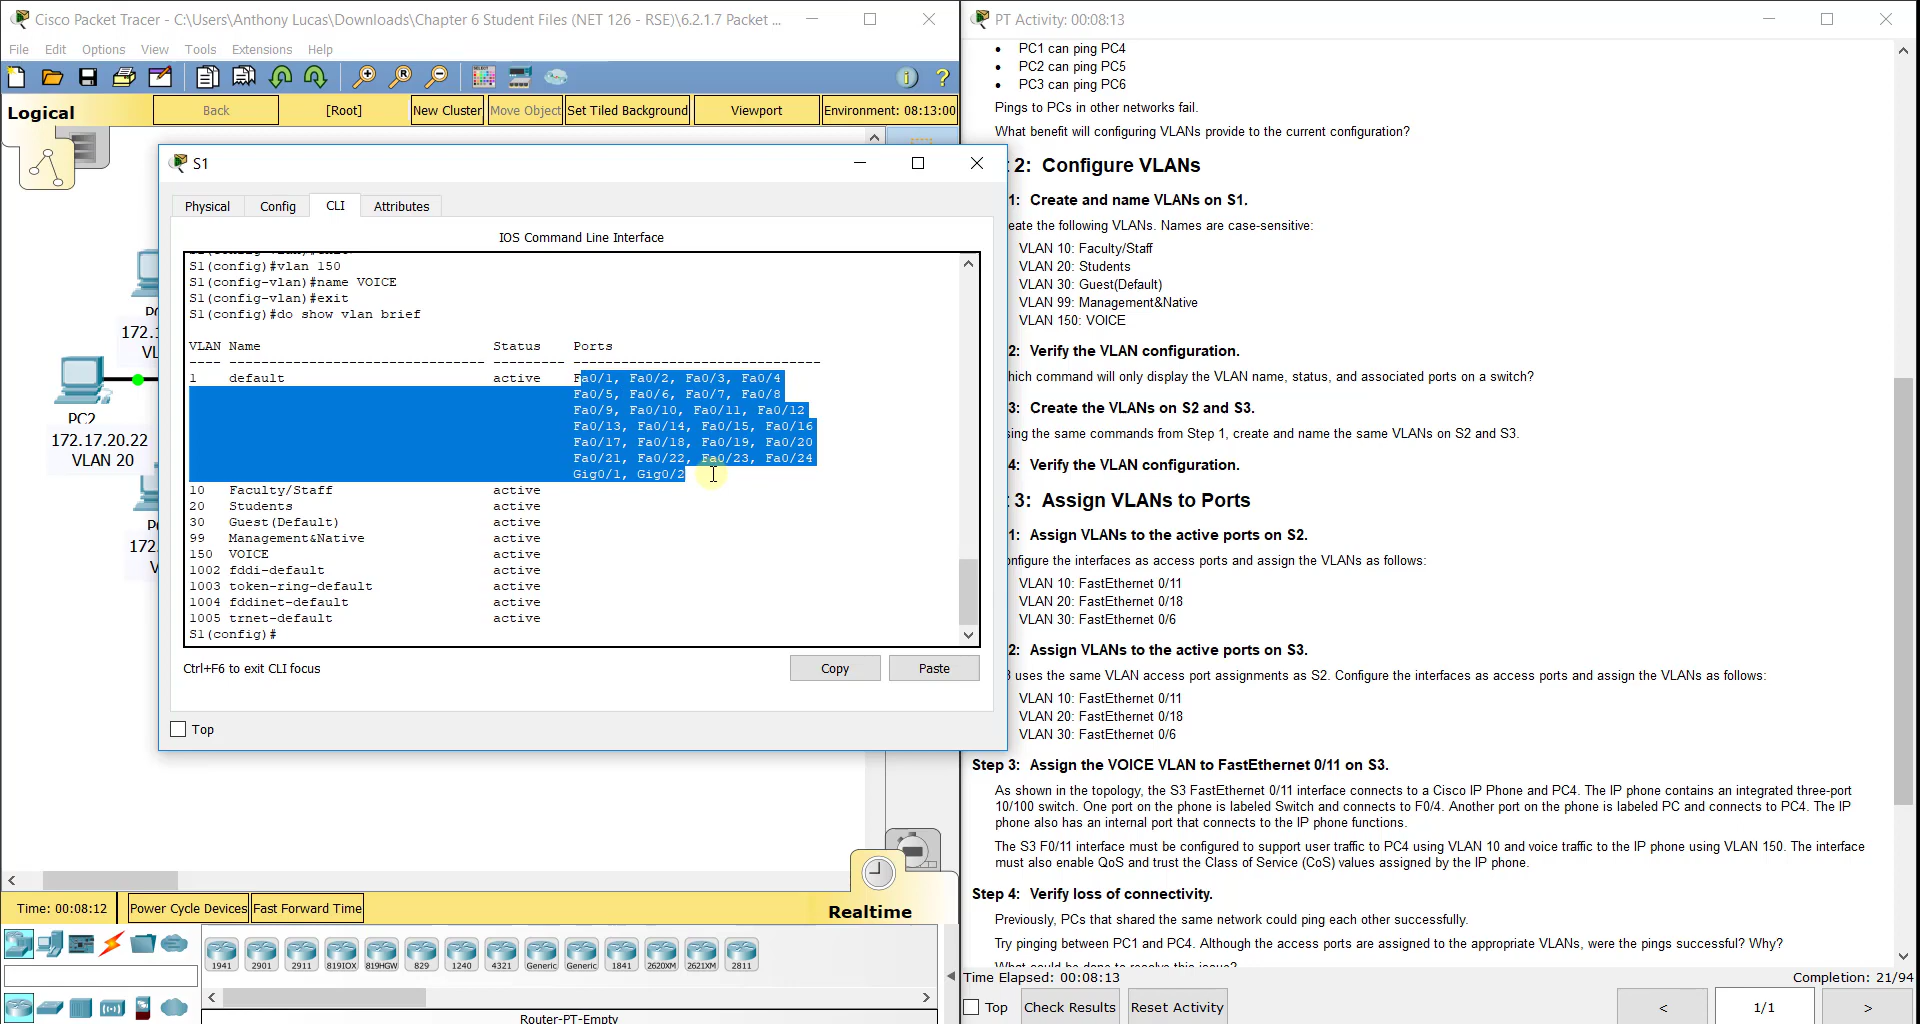 Cisco Packet Tracer - C:\Users\Anthony Lucas\Downloads\Chapter 6 Student Files (NET 126 - RSE)\6.2.1.7 Packet ...
File Edit Options View Tools Extensions Help
Logical Back [Root] New Cluster Move Object Set Tiled Background Viewport Environment: 08:13:00
172.1
VL
PC2
172.17.20.22
VLAN 20
172.
V
S1
Physical Config CLI Attributes
IOS Command Line Interface
S1(config)#vlan 150
S1(config-vlan)#name VOICE
S1(config-vlan)#exit
S1(config)#do show vlan brief
VLAN Name Status Ports
---- -------------------------------- --------- -------------------------------
1 default active Fa0/1, Fa0/2, Fa0/3, Fa0/4
Fa0/5, Fa0/6, Fa0/7, Fa0/8
Fa0/9, Fa0/10, Fa0/11, Fa0/12
Fa0/13, Fa0/14, Fa0/15, Fa0/16
Fa0/17, Fa0/18, Fa0/19, Fa0/20
Fa0/21, Fa0/22, Fa0/23, Fa0/24
Gig0/1, Gig0/2
10 Faculty/Staff active
20 Students active
30 Guest(Default) active
99 Management&Native active
150 VOICE active
1002 fddi-default active
1003 token-ring-default active
1004 fddinet-default active
1005 trnet-default active
S1(config)#
Ctrl+F6 to exit CLI focus
Copy Paste
Top
Time: 00:08:12 Power Cycle Devices Fast Forward Time
Realtime
1941 2901 2911 819IOX 819HGW 829 1240 4321 Generic Generic 1841 2620XM 2621XM 2811
Router-PT-Empty
PT Activity: 00:08:13
• PC1 can ping PC4
• PC2 can ping PC5
• PC3 can ping PC6
Pings to PCs in other networks fail.
What benefit will configuring VLANs provide to the current configuration?
2: Configure VLANs
1: Create and name VLANs on S1.
eate the following VLANs. Names are case-sensitive:
VLAN 10: Faculty/Staff
VLAN 20: Students
VLAN 30: Guest(Default)
VLAN 99: Management&Native
VLAN 150: VOICE
2: Verify the VLAN configuration.
hich command will only display the VLAN name, status, and associated ports on a switch?
3: Create the VLANs on S2 and S3.
sing the same commands from Step 1, create and name the same VLANs on S2 and S3.
4: Verify the VLAN configuration.
3: Assign VLANs to Ports
1: Assign VLANs to the active ports on S2.
onfigure the interfaces as access ports and assign the VLANs as follows:
VLAN 10: FastEthernet 0/11
VLAN 20: FastEthernet 0/18
VLAN 30: FastEthernet 0/6
2: Assign VLANs to the active ports on S3.
uses the same VLAN access port assignments as S2. Configure the interfaces as access ports and assign the VLANs as follows:
VLAN 10: FastEthernet 0/11
VLAN 20: FastEthernet 0/18
VLAN 30: FastEthernet 0/6
Step 3: Assign the VOICE VLAN to FastEthernet 0/11 on S3.
As shown in the topology, the S3 FastEthernet 0/11 interface connects to a Cisco IP Phone and PC4. The IP phone contains an integrated three-port
10/100 switch. One port on the phone is labeled Switch and connects to F0/4. Another port on the phone is labeled PC and connects to PC4. The IP
phone also has an internal port that connects to the IP phone functions.
The S3 F0/11 interface must be configured to support user traffic to PC4 using VLAN 10 and voice traffic to the IP phone using VLAN 150. The interface
must also enable QoS and trust the Class of Service (CoS) values assigned by the IP phone.
Step 4: Verify loss of connectivity.
Previously, PCs that shared the same network could ping each other successfully.
Try pinging between PC1 and PC4. Although the access ports are assigned to the appropriate VLANs, were the pings successful? Why?
What could be done to resolve this issue?
Time Elapsed: 00:08:13 Completion: 21/94
Top Check Results Reset Activity < 1/1 >